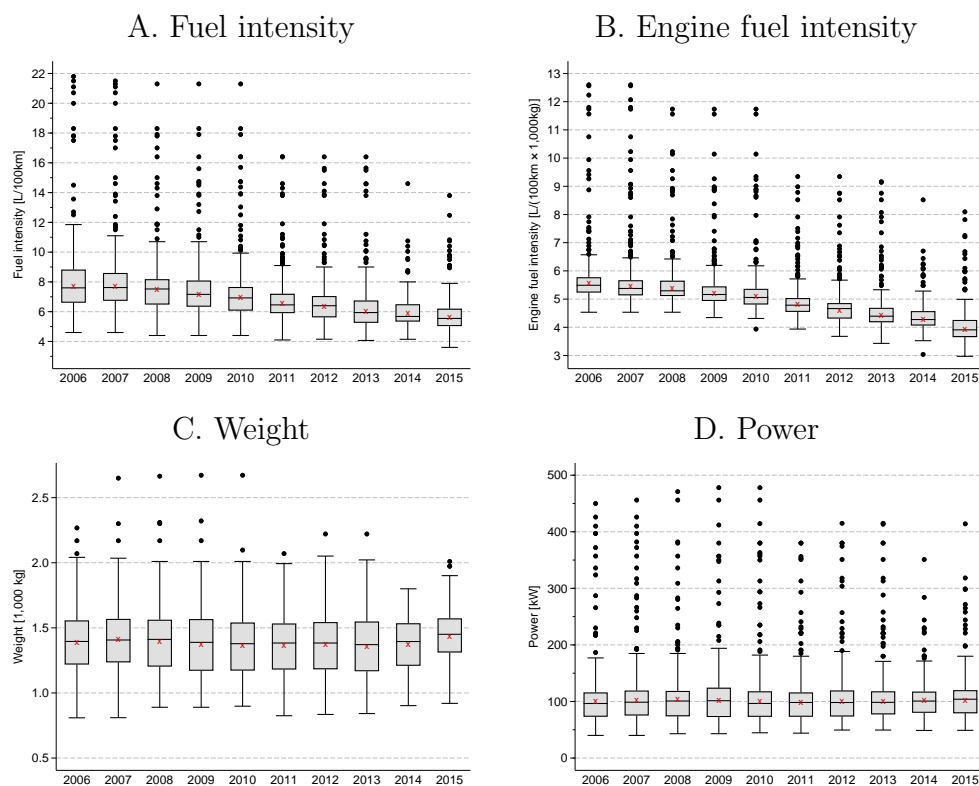 A. Fuel intensity
Fuel intensity [L/100km]
22
20
18
16
14
12
10
8
6
4
2006 2007 2008 2009 2010 2011 2012 2013 2014 2015
B. Engine fuel intensity
Engine fuel intensity [L/(100km × 1,000kg)]
13
12
11
10
9
8
7
6
5
4
3
2006 2007 2008 2009 2010 2011 2012 2013 2014 2015
C. Weight
Weight [1,000 kg]
2.5
2.0
1.5
1.0
0.5
2006 2007 2008 2009 2010 2011 2012 2013 2014 2015
D. Power
Power [kW]
500
400
300
200
100
0
2006 2007 2008 2009 2010 2011 2012 2013 2014 2015